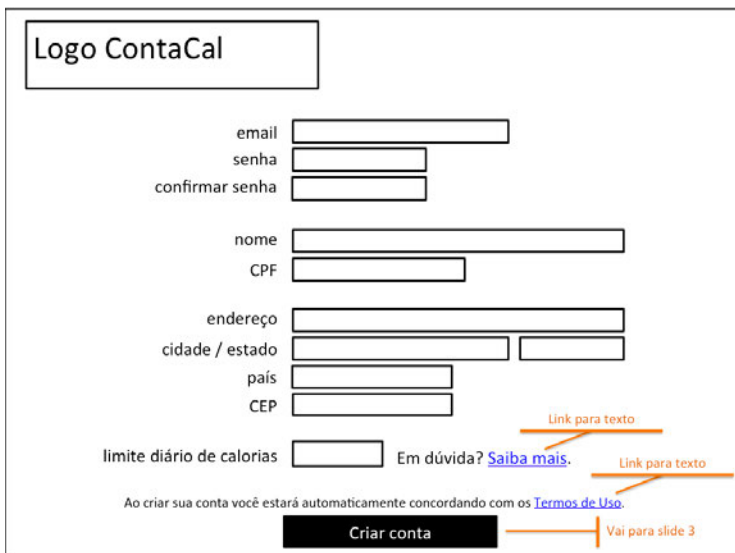 Logo ContaCal
email
senha
confirmar senha
nome
CPF
endereço
cidade / estado
país
CEP
Link para texto
limite diário de calorias Em dúvida? Saiba mais.
Link para texto
Ao criar sua conta você estará automaticamente concordando com os Termos de Uso.
Criar conta Vai para slide 3